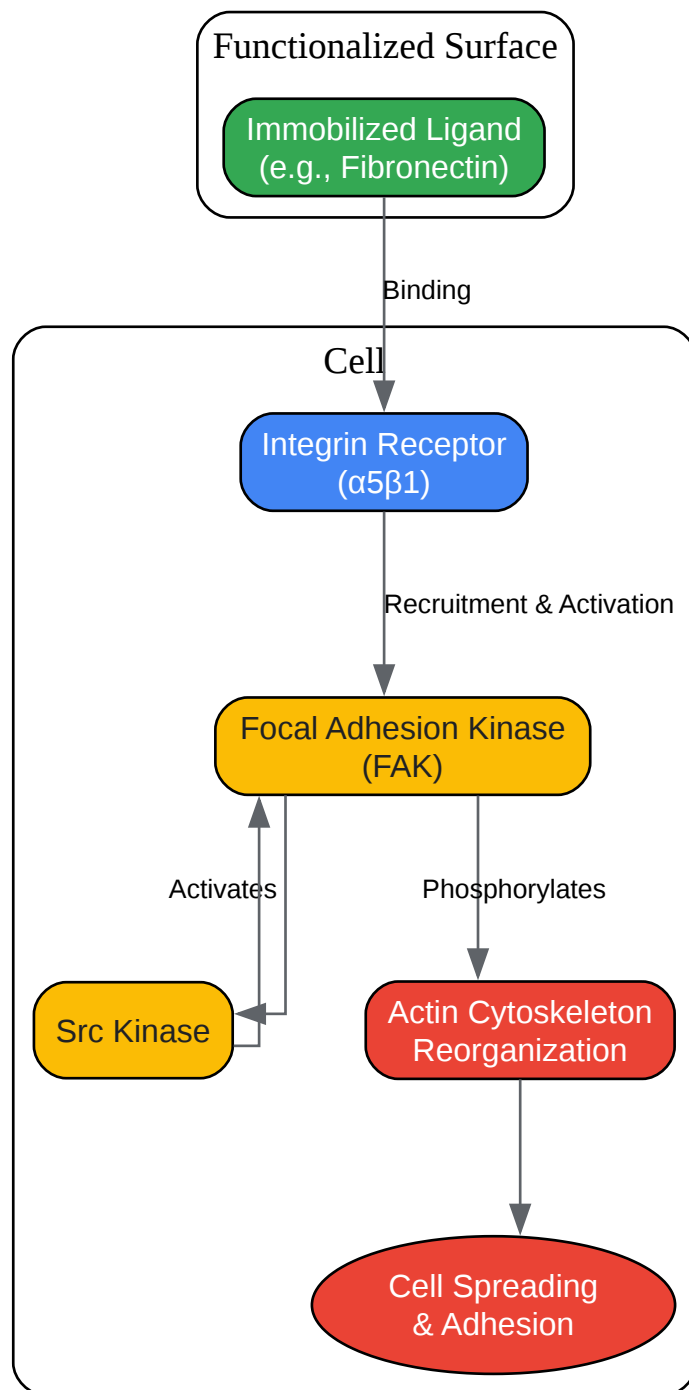 Functionalized Surface
Immobilized Ligand
(e.g., Fibronectin)
Binding
Cell
Integrin Receptor
(α5β1)
Recruitment & Activation
Focal Adhesion Kinase
(FAK)
Activates
Phosphorylates
Src Kinase
Actin Cytoskeleton
Reorganization
Cell Spreading
& Adhesion